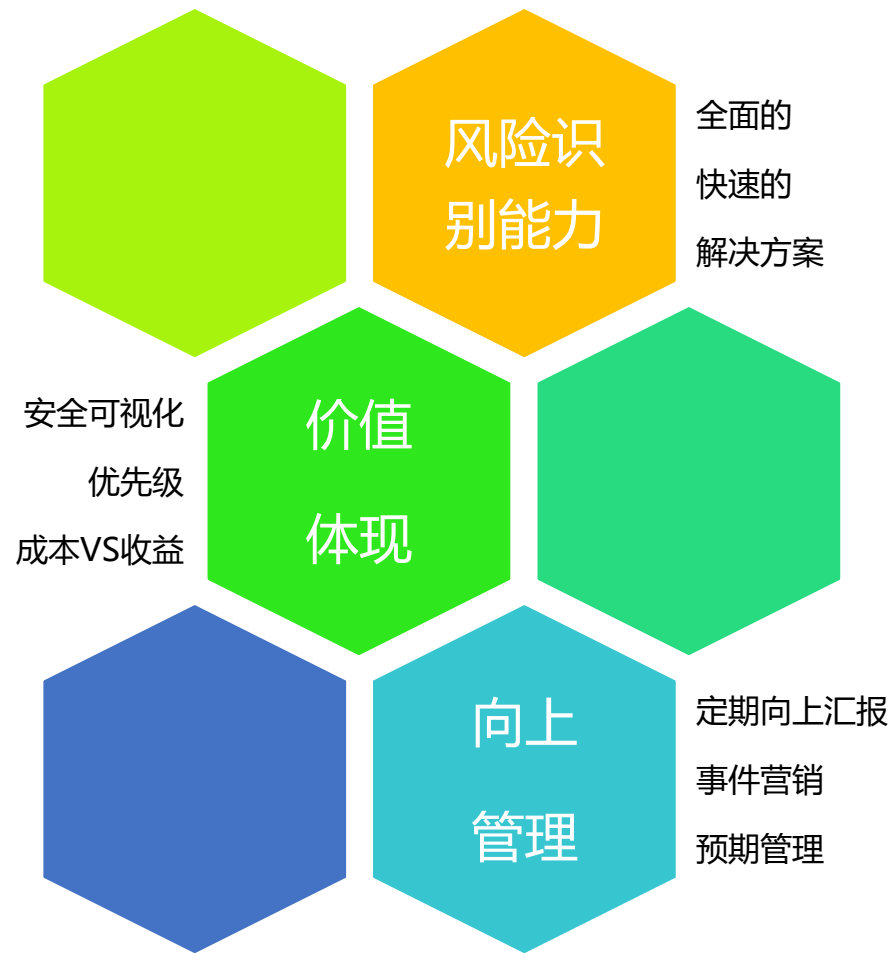 风险识
别能力
全面的
快速的
解决方案
安全可视化
优先级
成本VS收益
价值
体现
向上
管理
定期向上汇报
事件营销
预期管理